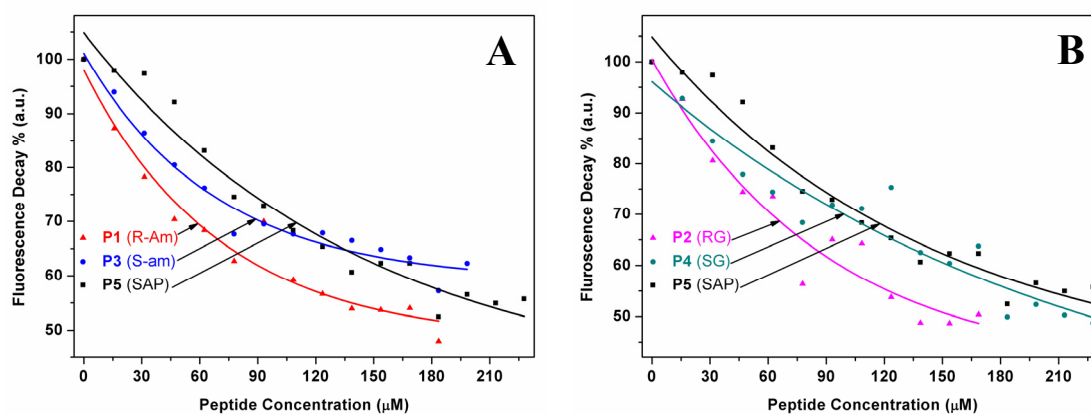 A
Fluorescence Decay % (a.u.)
100
90
80
70
60
50
P1 (R-Am)
P3 (S-am)
P5 (SAP)
0 30 60 90 120 150 180 210
Peptide Concentration (μM)
B
Fluroscence Decay % (a.u.)
100
90
80
70
60
50
P2 (RG)
P4 (SG)
P5 (SAP)
0 30 60 90 120 150 180 210
Peptide Concentration (μM)